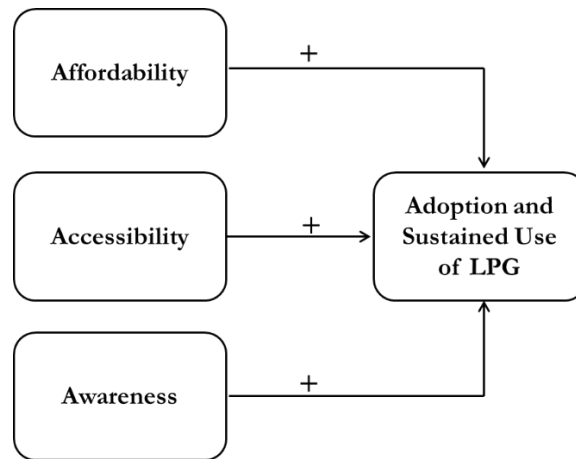 Affordability
+
Accessibility
+
Adoption and
Sustained Use
of LPG
Awareness
+